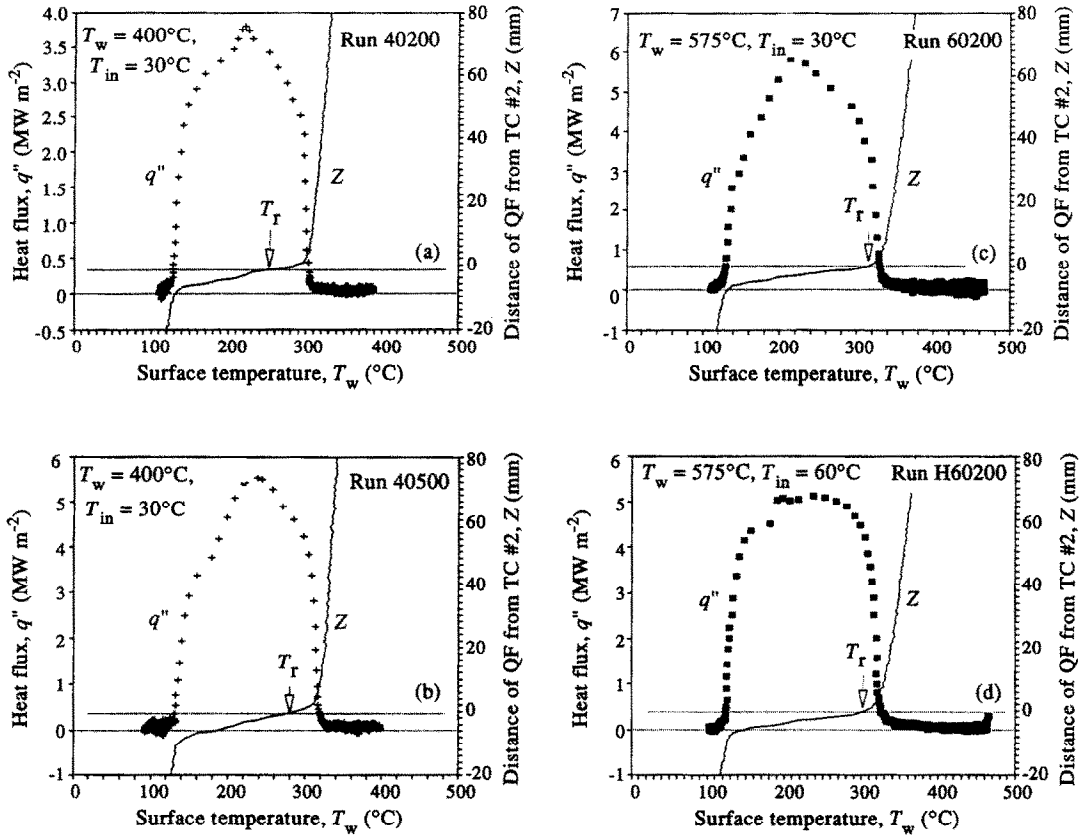 T_w = 400°C,
T_in = 30°C
Run 40200
4.0
3.5
3.0
2.5
2.0
1.5
1.0
0.5
0
-0.5
Heat flux, q" (MW m-2)
q"
T_r
Z
(a)
80
60
40
20
0
-20
Distance of QF from TC #2, Z (mm)
0 100 200 300 400 500
Surface temperature, T_w (°C)
T_w = 575°C, T_in = 30°C
Run 60200
7
6
5
4
3
2
1
0
-1
Heat flux, q" (MW m-2)
q"
T_r
Z
(c)
80
60
40
20
0
-20
Distance of QF from TC #2, Z (mm)
0 100 200 300 400 500
Surface temperature, T_w (°C)
T_w = 400°C,
T_in = 30°C
Run 40500
6
5
4
3
2
1
0
-1
Heat flux, q" (MW m-2)
q"
T_r
Z
(b)
80
60
40
20
0
-20
Distance of QF from TC #2, Z (mm)
0 100 200 300 400 500
Surface temperature, T_w (°C)
T_w = 575°C, T_in = 60°C
Run H60200
6
5
4
3
2
1
0
-1
Heat flux, q" (MW m-2)
q"
T_r
Z
(d)
80
60
40
20
0
-20
Distance of QF from TC #2, Z (mm)
0 100 200 300 400 500
Surface temperature, T_w (°C)